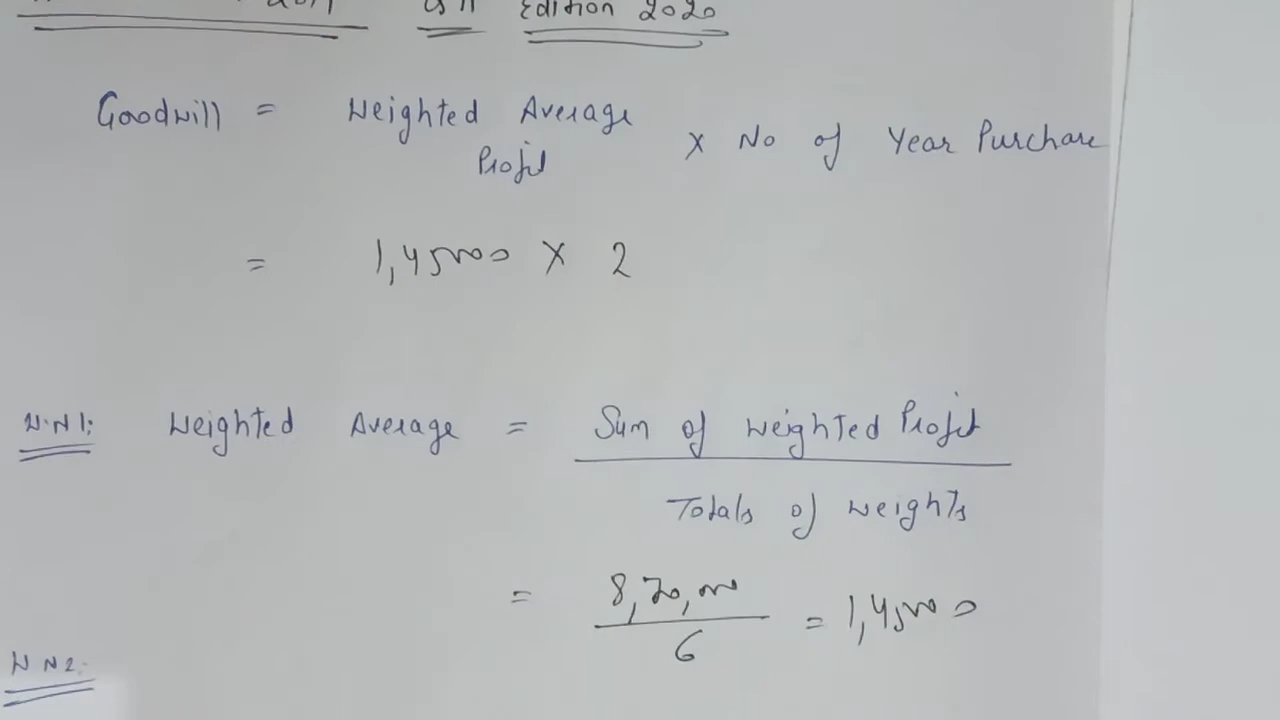 Edition 2020
Goodwill = Weighted Average Profit × No of Year Purchase
= 1,45000 × 2
W.N 1: Weighted Average = Sum of Weighted Profit
Totals of weights
= 8,70,000 = 1,45000
6
W N 2: